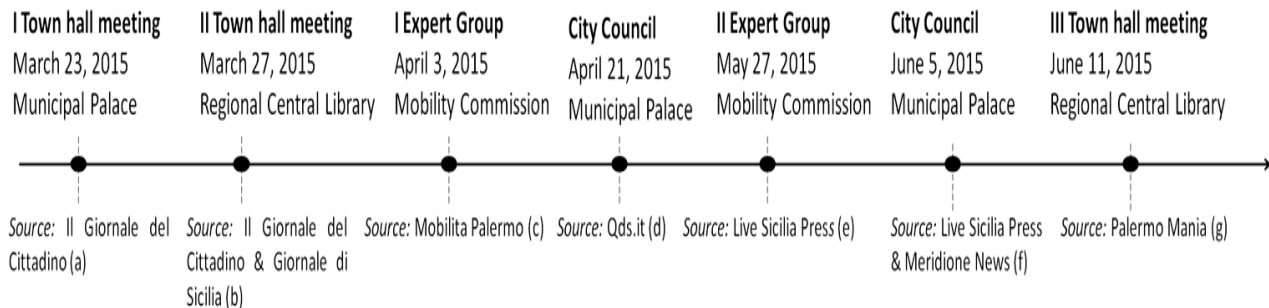 I Town hall meeting
March 23, 2015
Municipal Palace
II Town hall meeting
March 27, 2015
Regional Central Library
I Expert Group
April 3, 2015
Mobility Commission
City Council
April 21, 2015
Municipal Palace
II Expert Group
May 27, 2015
Mobility Commission
City Council
June 5, 2015
Municipal Palace
III Town hall meeting
June 11, 2015
Regional Central Library
Source: Il Giornale del
Cittadino (a)
Source: Il Giornale del
Cittadino & Giornale di
Sicilia (b)
Source: Mobilita Palermo (c)
Source: Qds.it (d)
Source: Live Sicilia Press (e)
Source: Live Sicilia Press
& Meridione News (f)
Source: Palermo Mania (g)